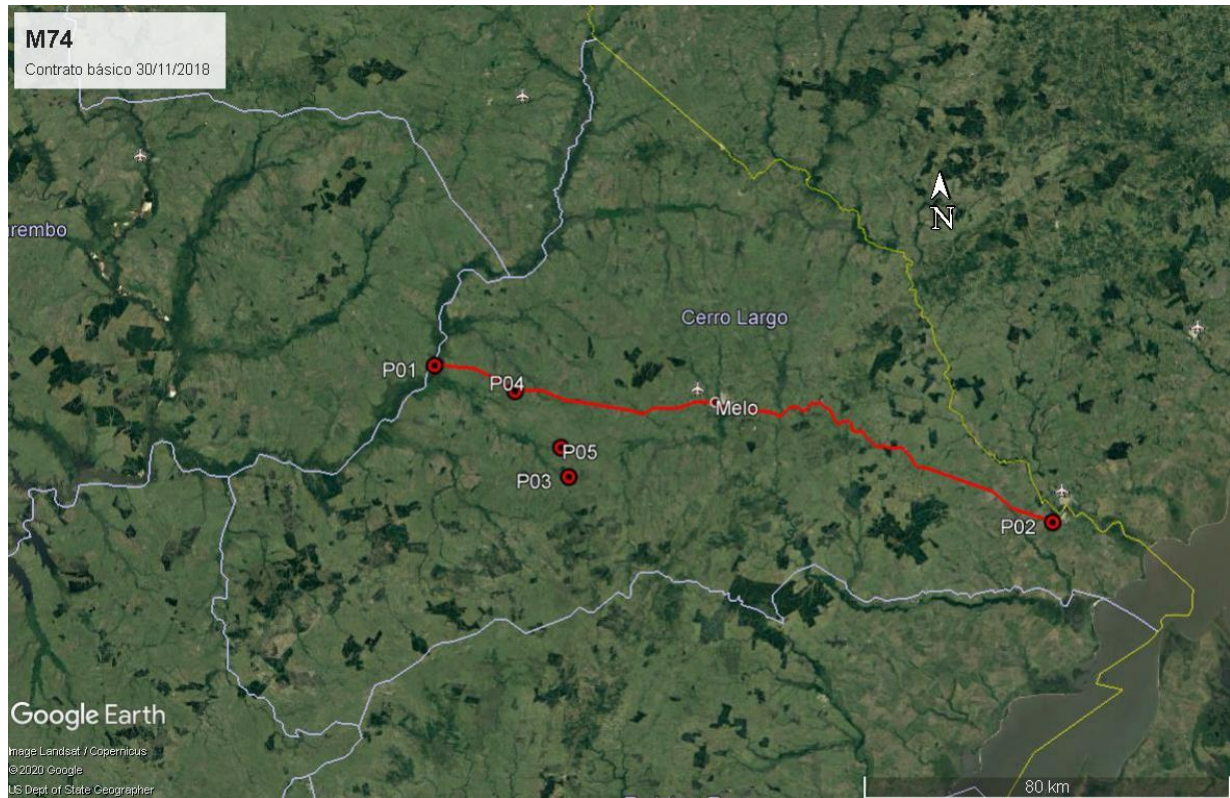 M74
Contrato básico 30/11/2018
N
rembo
Cerro Largo
P01
P04
Melo
P05
P03
P02
Google Earth
Image Landsat / Copernicus
© 2020 Google
US Dept of State Geographer
80 km